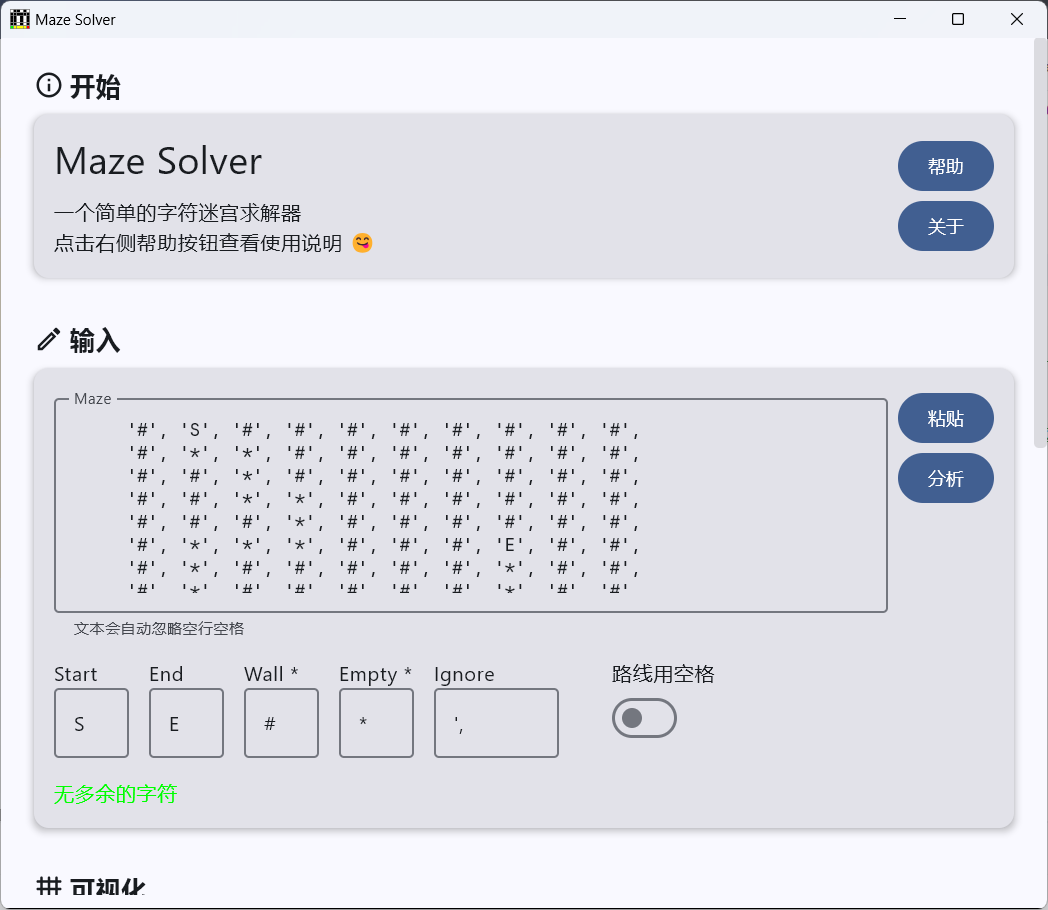 Maze Solver
开始
Maze Solver
一个简单的字符迷宫求解器
点击右侧帮助按钮查看使用说明 😋
帮助
关于
输入
Maze
'#', 'S', '#', '#', '#', '#', '#', '#', '#', '#',
'#', '*', '*', '#', '#', '#', '#', '#', '#', '#',
'#', '#', '*', '#', '#', '#', '#', '#', '#', '#',
'#', '#', '*', '*', '#', '#', '#', '#', '#', '#',
'#', '#', '#', '*', '#', '#', '#', '#', '#', '#',
'#', '*', '*', '*', '#', '#', '#', 'E', '#', '#',
'#', '*', '#', '#', '#', '#', '#', '*', '#', '#',
'#' '*' '#' '#' '#' '#' '#' '*' '#' '#'
粘贴
分析
文本会自动忽略空行空格
Start End Wall * Empty * Ignore 路线用空格
S E # * ',
无多余的字符
可视化